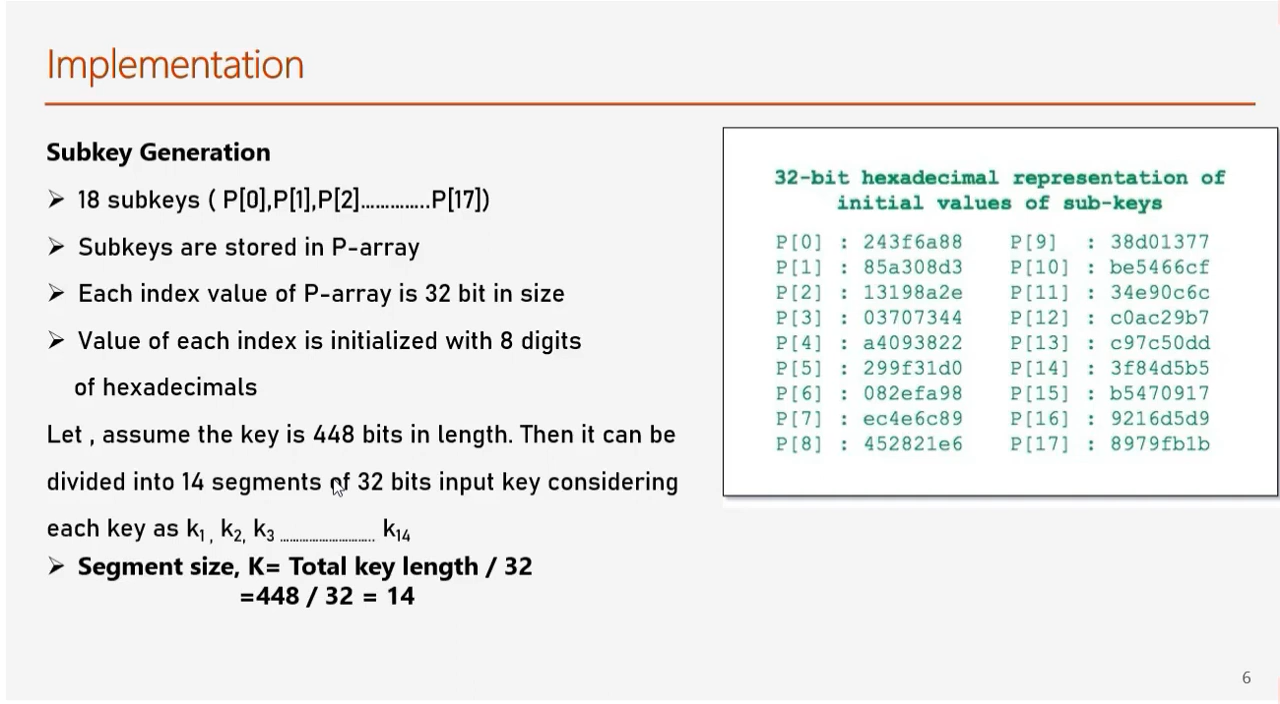 Implementation
Subkey Generation
➢ 18 subkeys ( P[0],P[1],P[2]..............P[17])
➢ Subkeys are stored in P-array
➢ Each index value of P-array is 32 bit in size
➢ Value of each index is initialized with 8 digits
of hexadecimals
Let , assume the key is 448 bits in length. Then it can be
divided into 14 segments of 32 bits input key considering
each key as k₁ , k₂, k₃ .......................... k₁₄
➢ Segment size, K= Total key length / 32
=448 / 32 = 14
32-bit hexadecimal representation of
initial values of sub-keys
P[0] : 243f6a88 P[9] : 38d01377
P[1] : 85a308d3 P[10] : be5466cf
P[2] : 13198a2e P[11] : 34e90c6c
P[3] : 03707344 P[12] : c0ac29b7
P[4] : a4093822 P[13] : c97c50dd
P[5] : 299f31d0 P[14] : 3f84d5b5
P[6] : 082efa98 P[15] : b5470917
P[7] : ec4e6c89 P[16] : 9216d5d9
P[8] : 452821e6 P[17] : 8979fb1b
6